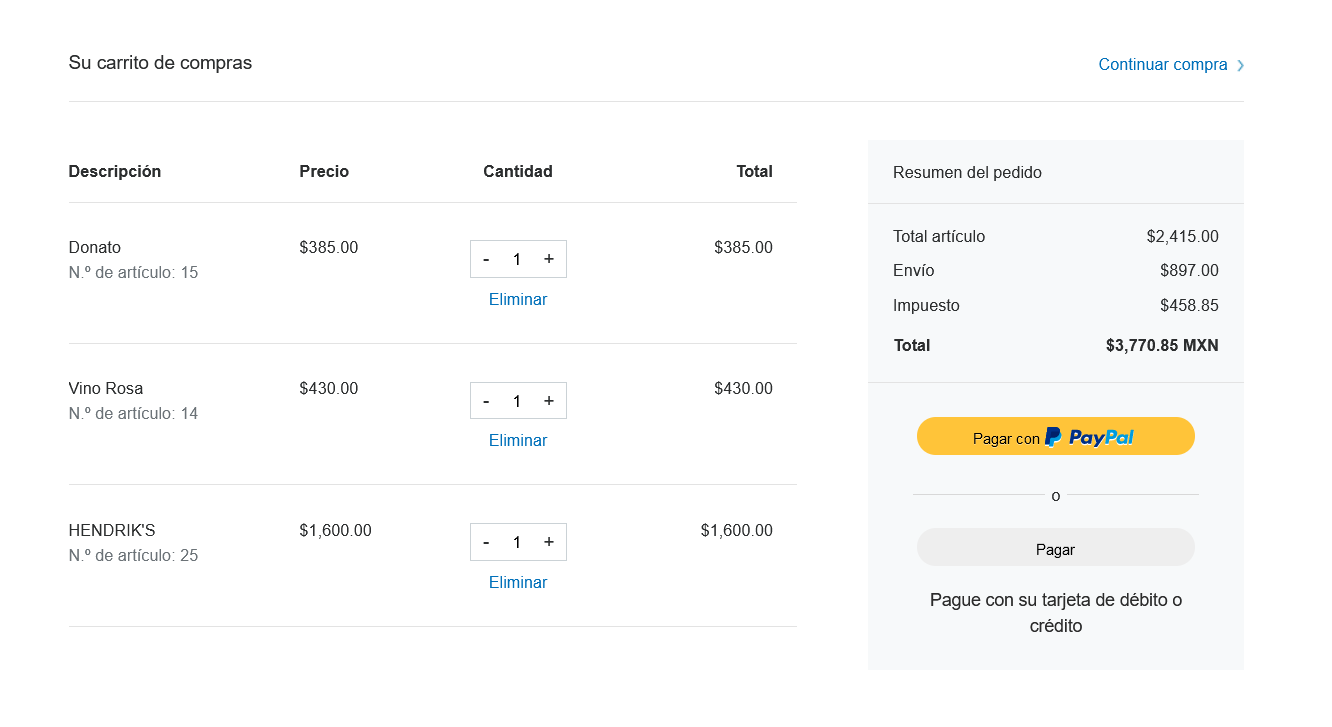 Su carrito de compras
Continuar compra ›
Descripción Precio Cantidad Total
Donato $385.00 - 1 + $385.00
N.º de artículo: 15
Eliminar
Vino Rosa $430.00 - 1 + $430.00
N.º de artículo: 14
Eliminar
HENDRIK'S $1,600.00 - 1 + $1,600.00
N.º de artículo: 25
Eliminar
Resumen del pedido
Total artículo $2,415.00
Envío $897.00
Impuesto $458.85
Total $3,770.85 MXN
Pagar con PayPal
o
Pagar
Pague con su tarjeta de débito o
crédito